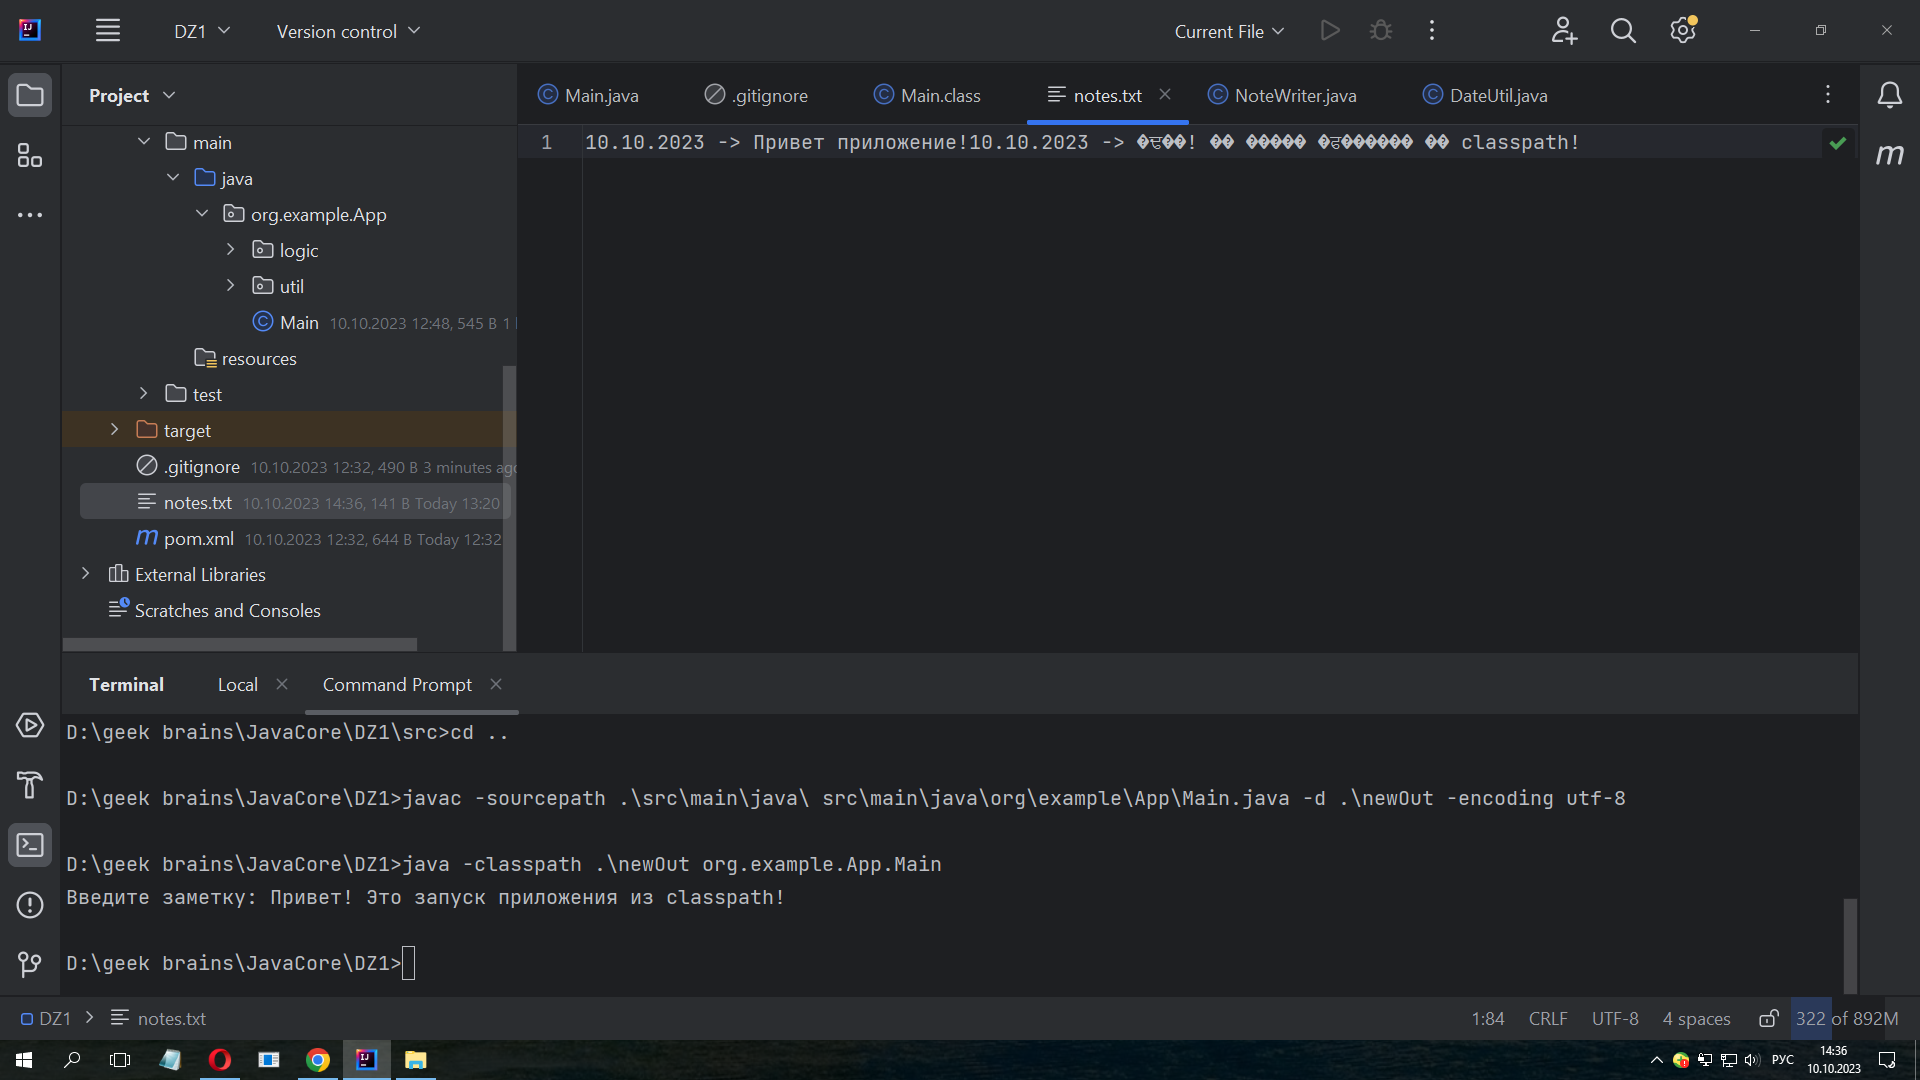 DZ1
Version control
Current File
Project
Main.java
.gitignore
Main.class
notes.txt
NoteWriter.java
DateUtil.java
main
java
org.example.App
logic
util
Main 10.10.2023 12:48, 545 B 1
resources
test
target
.gitignore 10.10.2023 12:32, 490 B 3 minutes ago
notes.txt 10.10.2023 14:36, 141 B Today 13:20
pom.xml 10.10.2023 12:32, 644 B Today 12:32
External Libraries
Scratches and Consoles
1 10.10.2023 -> Привет приложение!10.10.2023 -> ! classpath!
Terminal
Local
Command Prompt
D:\geek brains\JavaCore\DZ1\src>cd ..
D:\geek brains\JavaCore\DZ1>javac -sourcepath .\src\main\java\ src\main\java\org\example\App\Main.java -d .\newOut -encoding utf-8
D:\geek brains\JavaCore\DZ1>java -classpath .\newOut org.example.App.Main
Введите заметку: Привет! Это запуск приложения из classpath!
D:\geek brains\JavaCore\DZ1>
DZ1 > notes.txt
1:84 CRLF UTF-8 4 spaces 322 of 892M
РУС
14:36
10.10.2023